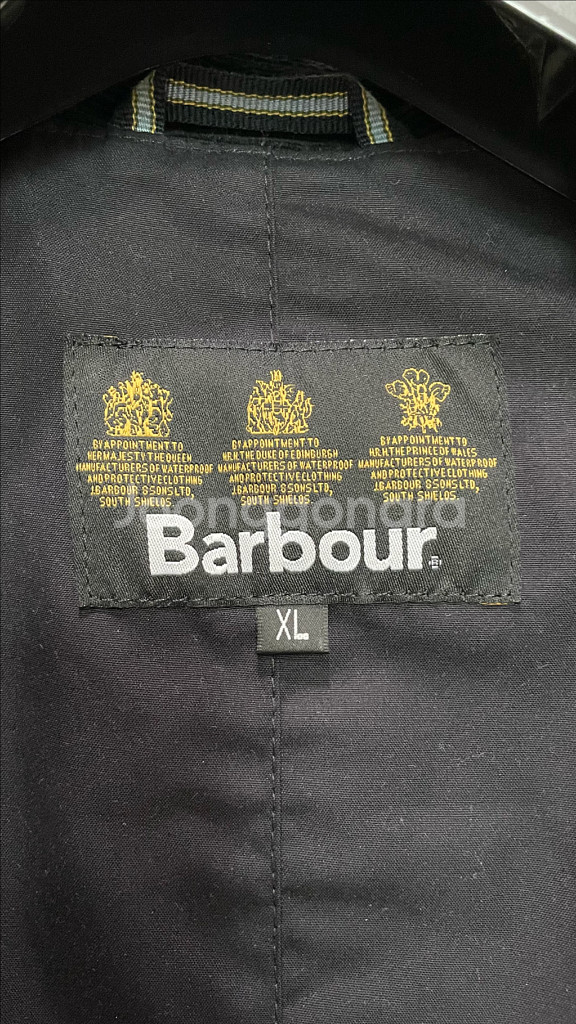 BY APPOINTMENT TO
HER MAJESTY THE QUEEN
MANUFACTURERS OF WATERPROOF
AND PROTECTIVE CLOTHING
J.BARBOUR & SONS LTD,
SOUTH SHIELDS
BY APPOINTMENT TO
H.R.H. THE DUKE OF EDINBURGH
MANUFACTURERS OF WATERPROOF
AND PROTECTIVE CLOTHING
J.BARBOUR & SONS LTD,
SOUTH SHIELDS
BY APPOINTMENT TO
H.R.H. THE PRINCE OF WALES
MANUFACTURERS OF WATERPROOF
AND PROTECTIVE CLOTHING
J.BARBOUR & SONS LTD,
SOUTH SHIELDS.
Joonggonara
Barbour
XL